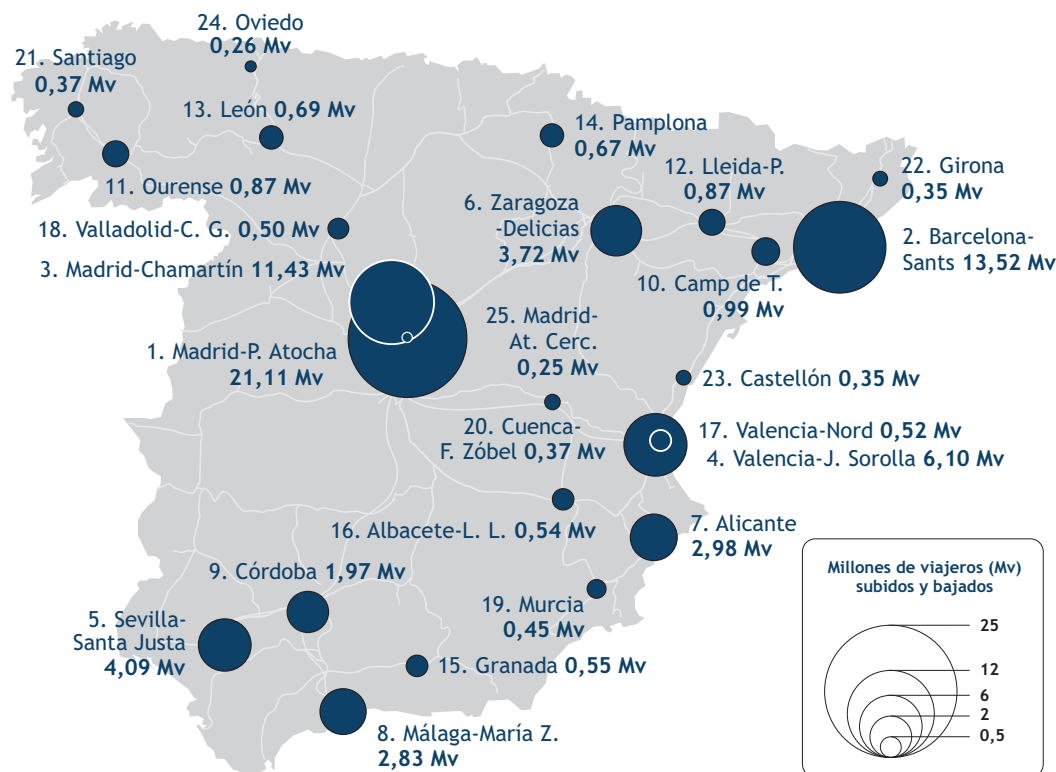 24. Oviedo
0,26 Mv
21. Santiago
0,37 Mv
13. León 0,69 Mv
14. Pamplona
0,67 Mv
12. Lleida-P.
0,87 Mv
22. Girona
0,35 Mv
11. Ourense 0,87 Mv
6. Zaragoza
-Delicias
3,72 Mv
18. Valladolid-C. G. 0,50 Mv
2. Barcelona-
Sants 13,52 Mv
3. Madrid-Chamartín 11,43 Mv
10. Camp de T.
0,99 Mv
25. Madrid-
At. Cerc.
0,25 Mv
1. Madrid-P. Atocha
21,11 Mv
23. Castellón 0,35 Mv
20. Cuenca-
F. Zóbel 0,37 Mv
17. Valencia-Nord 0,52 Mv
4. Valencia-J. Sorolla 6,10 Mv
16. Albacete-L. L. 0,54 Mv
7. Alicante
2,98 Mv
9. Córdoba 1,97 Mv
19. Murcia
0,45 Mv
5. Sevilla-
Santa Justa
4,09 Mv
15. Granada 0,55 Mv
8. Málaga-María Z.
2,83 Mv
Millones de viajeros (Mv)
subidos y bajados
25
12
6
2
0,5